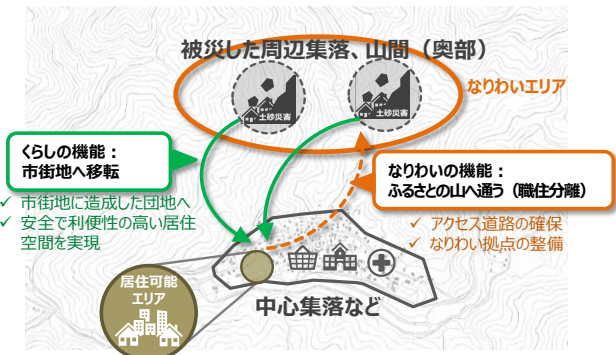 被災した周辺集落、山間（奥部）
なりわいエリア
土砂災害
土砂災害
くらしの機能：
市街地へ移転
✓ 市街地に造成した団地へ
✓ 安全で利便性の高い居住
空間を実現
なりわいの機能：
ふるさとの山へ通う（職住分離）
✓ アクセス道路の確保
✓ なりわい拠点の整備
居住可能
エリア
中心集落など